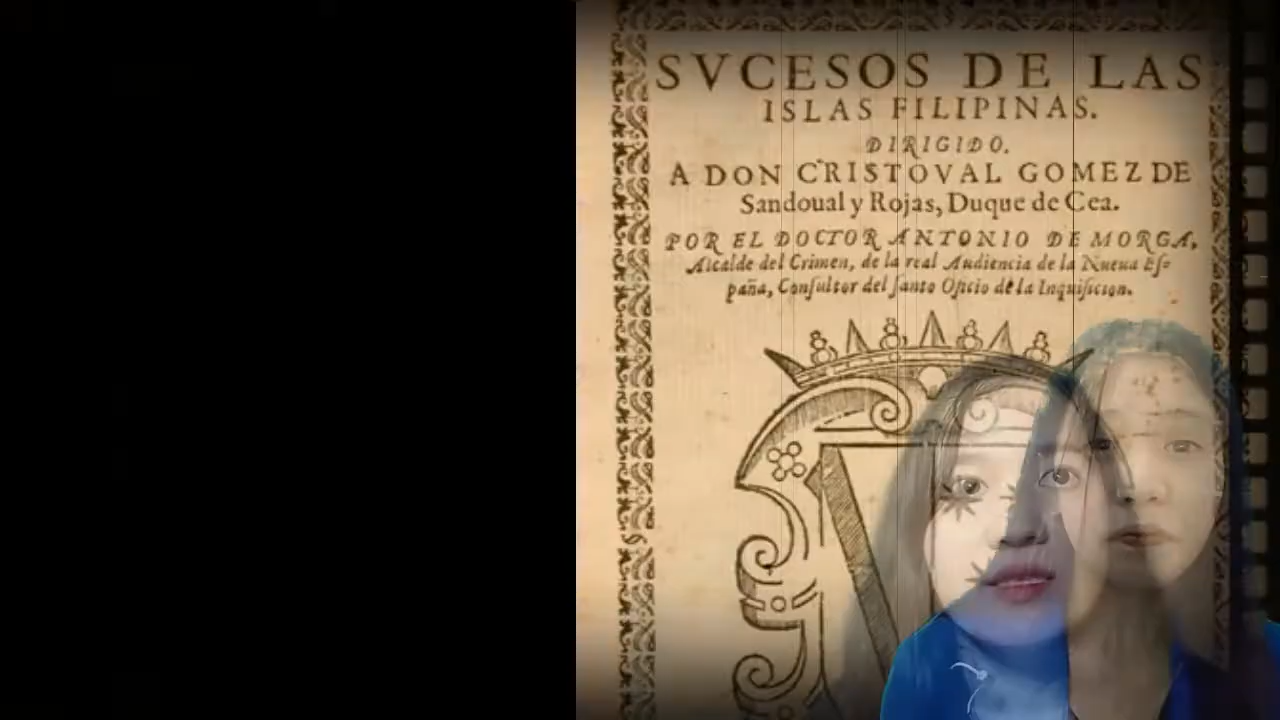 SVCESOS DE LAS
ISLAS FILIPINAS.
DIRIGIDO.
A DON CRISTOVAL GOMEZ DE
Sandoual y Rojas, Duque de Cea.
POR EL DOCTOR ANTONIO DE MORGA,
Alcalde del Crimen, de la real Audiencia de la Nueua Eſ-
paña, Conſultor del ſanto Oficio de la Inquiſicion.